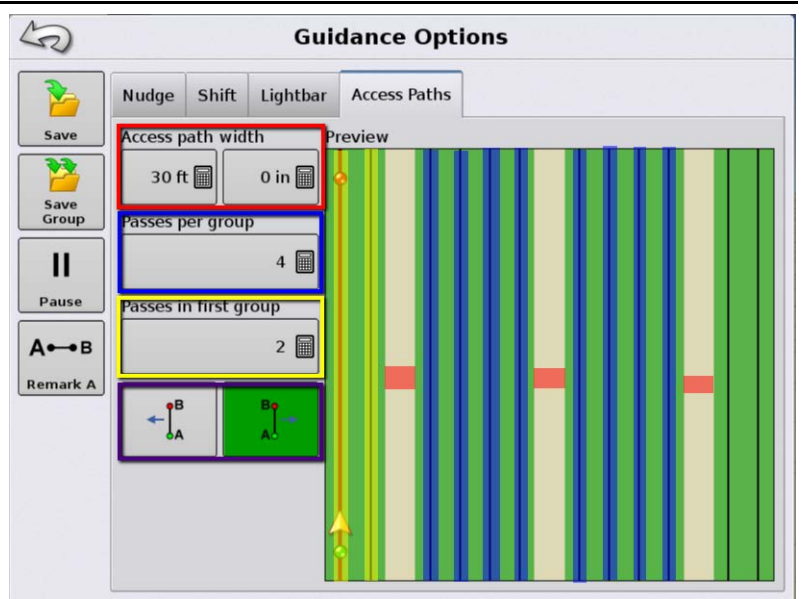 Guidance Options
Save
Save
Group
Pause
A B
Remark A
Nudge
Shift
Lightbar
Access Paths
Access path width
30 ft
0 in
Passes per group
4
Passes in first group
2
B
A
B
A
Preview